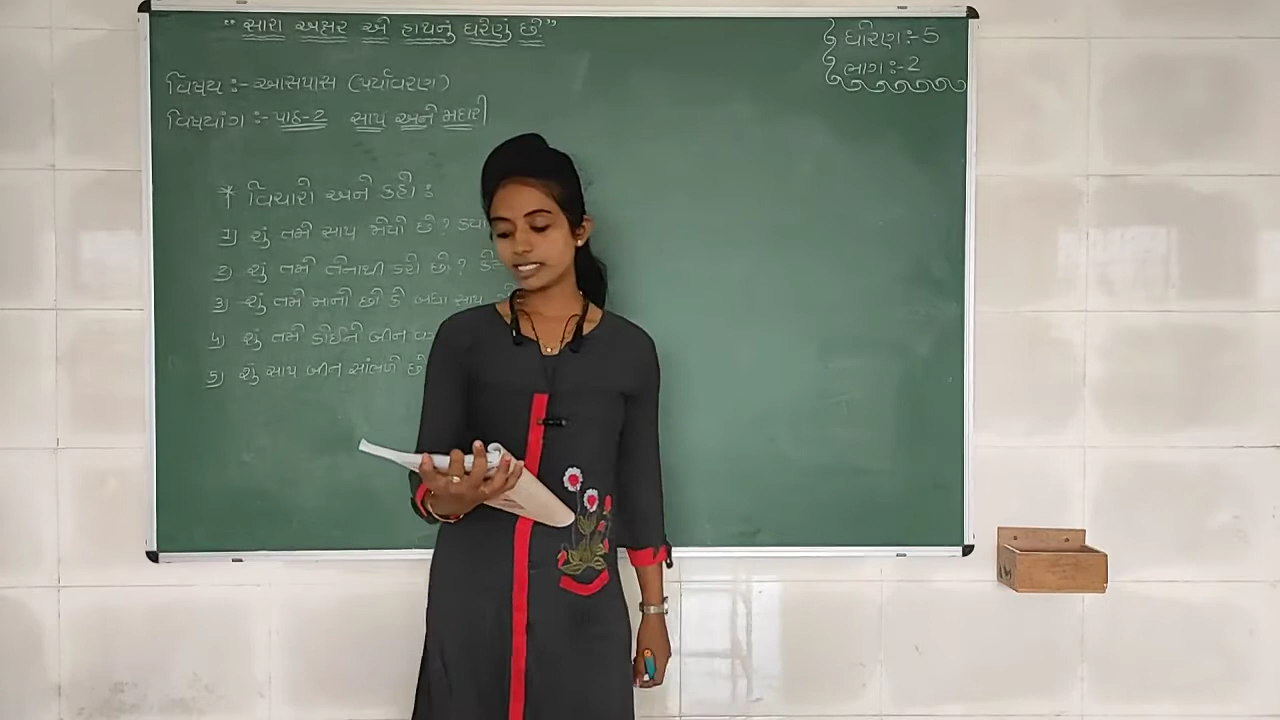 "સારા અક્ષર એ હાથનું ઘરેણું છે"
ધોરણ:- 5
ભાગ:- 2
વિષય :- આસપાસ (પર્યાવરણ)
વિષયાંગ :- પાઠ-2 સાપ અને મદારી
* વિચારો અને કહો :
1) શું તમે સાપ જોયો છે ? ક્યાં
2) શું તમે તેનાથી ડરો છો ?
3) શું તમે માનો છો કે બધા સાપ
4) શું તમે કોઈને બીન
5) શું સાપ બીન સાંભળી છે